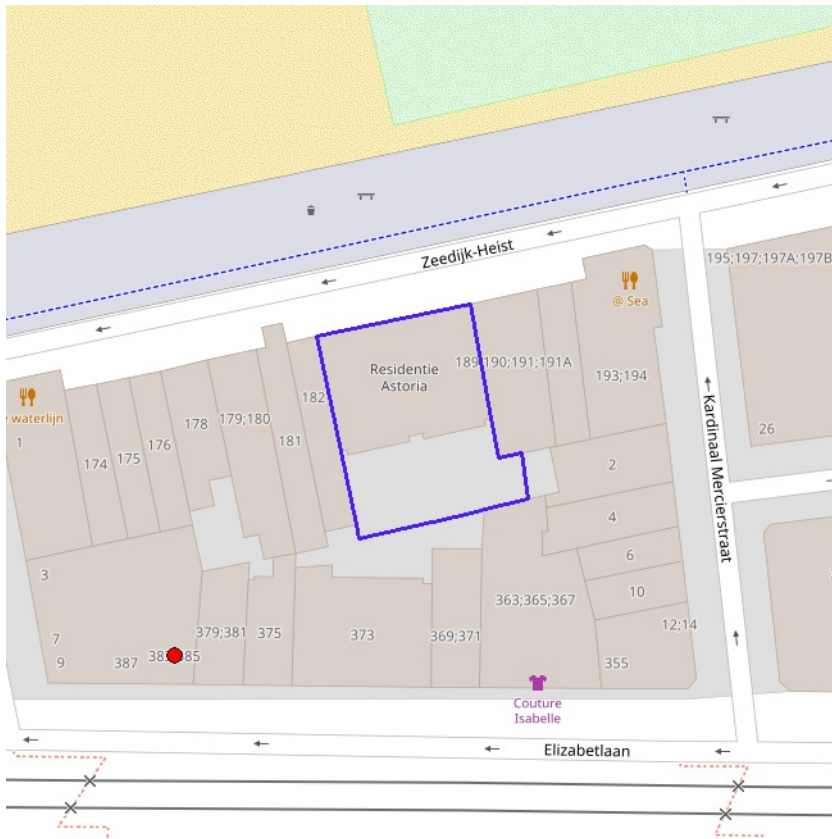 Zeedijk-Heist
195;197;197A;197B
@ Sea
Residentie
Astoria
189;190;191;191A
193;194
182
waterlijn
1
178
179;180
174
175
176
181
26
2
4
6
10
12;14
Kardinaal Mercierstraat
3
7
9
387
379;381
375
373
369;371
363;365;367
355
Couture
Isabelle
Elizabetlaan